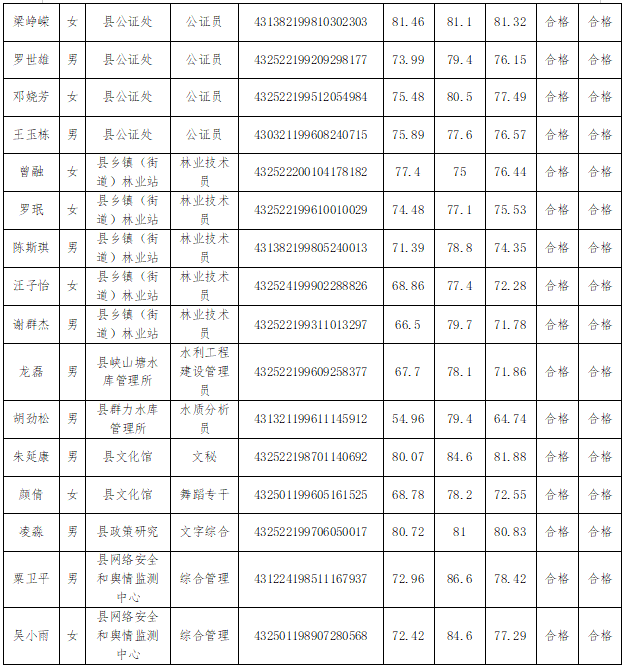 梁峥嵘 女 县公证处 公证员 431382199810302303 81.46 81.1 81.32 合格 合格
罗世雄 男 县公证处 公证员 432522199209298177 73.99 79.4 76.15 合格 合格
邓娆芳 女 县公证处 公证员 432522199512054984 75.48 80.5 77.49 合格 合格
王玉栋 男 县公证处 公证员 430321199608240715 75.89 77.6 76.57 合格 合格
曾融 女 县乡镇（街道）林业站 林业技术员 432522200104178182 77.4 75 76.44 合格 合格
罗珉 女 县乡镇（街道）林业站 林业技术员 432522199610010029 74.48 77.1 75.53 合格 合格
陈斯琪 男 县乡镇（街道）林业站 林业技术员 431382199805240013 71.39 78.8 74.35 合格 合格
汪子怡 女 县乡镇（街道）林业站 林业技术员 432524199902288826 68.86 77.4 72.28 合格 合格
谢群杰 男 县乡镇（街道）林业站 林业技术员 432522199311013297 66.5 79.7 71.78 合格 合格
龙磊 男 县峡山塘水库管理所 水利工程建设管理员 432522199609258377 67.7 78.1 71.86 合格 合格
胡劲松 男 县群力水库管理所 水质分析员 431321199611145912 54.96 79.4 64.74 合格 合格
朱延康 男 县文化馆 文秘 432522198701140692 80.07 84.6 81.88 合格 合格
颜倩 女 县文化馆 舞蹈专干 432501199605161525 68.78 78.2 72.55 合格 合格
凌淼 男 县政策研究 文字综合 432522199706050017 80.72 81 80.83 合格 合格
粟卫平 男 县网络安全和舆情监测中心 综合管理 431224198511167937 72.96 86.6 78.42 合格 合格
吴小雨 女 县网络安全和舆情监测中心 综合管理 432501198907280568 72.42 84.6 77.29 合格 合格